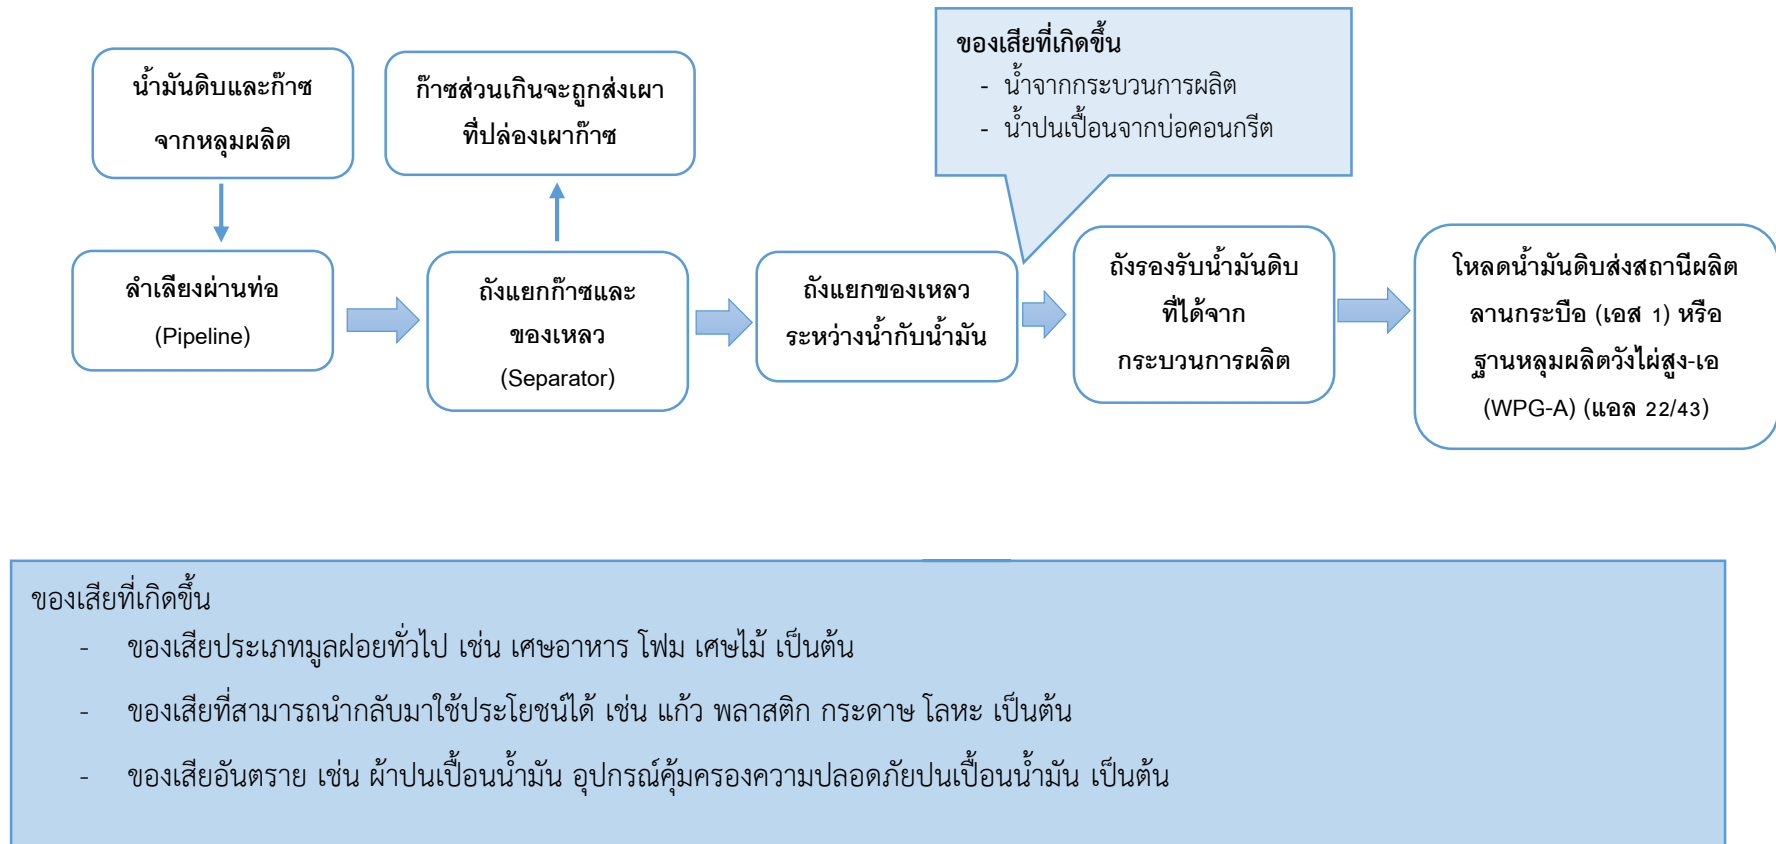 น้ำมันดิบและก๊าซ
จากหลุมผลิต
ก๊าซส่วนเกินจะถูกส่งเผา
ที่ปล่องเผาก๊าซ
ของเสียที่เกิดขึ้น
- น้ำจากกระบวนการผลิต
- น้ำปนเปื้อนจากบ่อคอนกรีต
ลำเลียงผ่านท่อ
(Pipeline)
ถังแยกก๊าซและ
ของเหลว
(Separator)
ถังแยกของเหลว
ระหว่างน้ำกับน้ำมัน
ถังรองรับน้ำมันดิบ
ที่ได้จาก
กระบวนการผลิต
โหลดน้ำมันดิบส่งสถานีผลิต
ลานกระบือ (เอส 1) หรือ
ฐานหลุมผลิตวังไผ่สูง-เอ
(WPG-A) (แอล 22/43)
ของเสียที่เกิดขึ้น
- ของเสียประเภทมูลฝอยทั่วไป เช่น เศษอาหาร โฟม เศษไม้ เป็นต้น
- ของเสียที่สามารถนำกลับมาใช้ประโยชน์ได้ เช่น แก้ว พลาสติก กระดาษ โลหะ เป็นต้น
- ของเสียอันตราย เช่น ผ้าปนเปื้อนน้ำมัน อุปกรณ์คุ้มครองความปลอดภัยปนเปื้อนน้ำมัน เป็นต้น